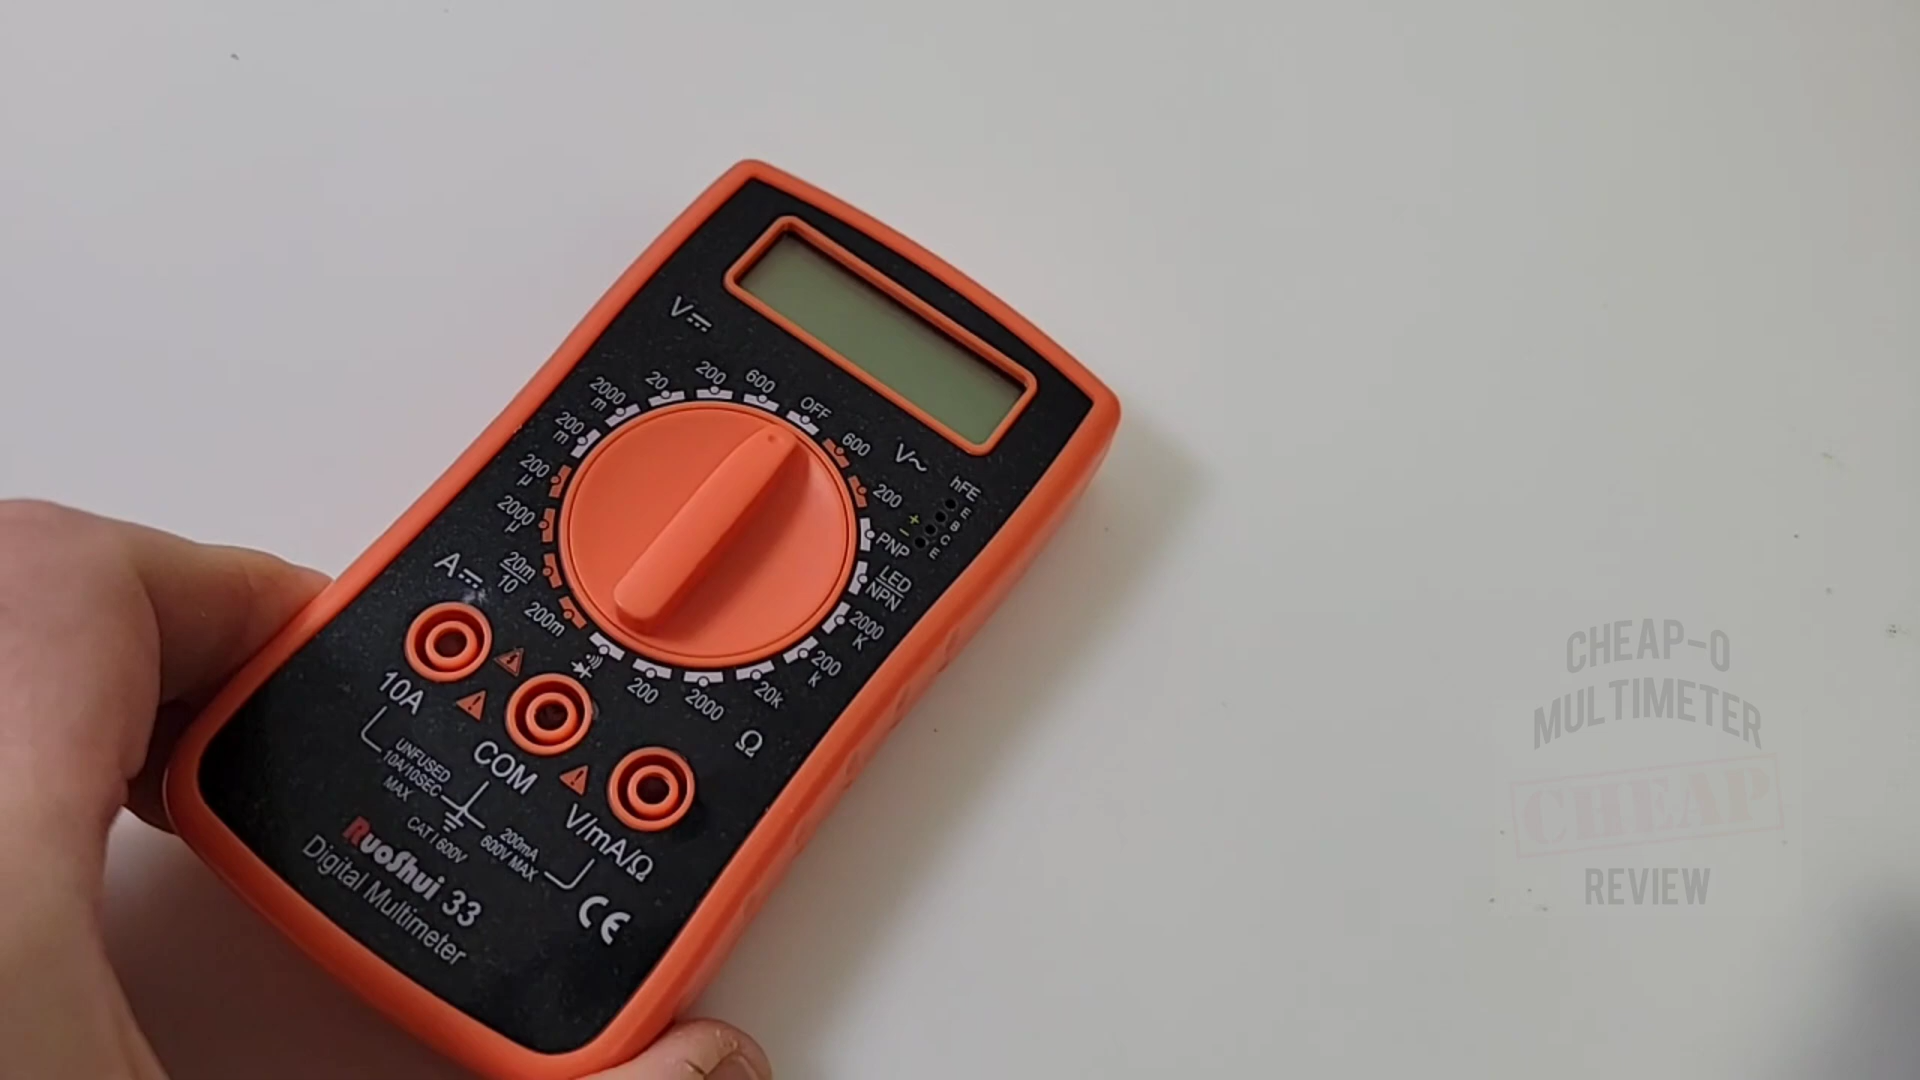 V⎓
2000
m
20
200
600
OFF
600
V~
200
m
200
hFE
200
µ
+
-
E
B
C
E
PNP
2000
µ
LED
NPN
A⎓
20m
10
2000
K
200m
200
k
200
2000
20k
Ω
10A
COM
V/mA/Ω
UNFUSED
10A/10SEC
MAX
CAT I 600V
200mA
600V MAX
RuoShui 33
Digital Multimeter
CE
CHEAP-O
MULTIMETER
CHEAP
REVIEW